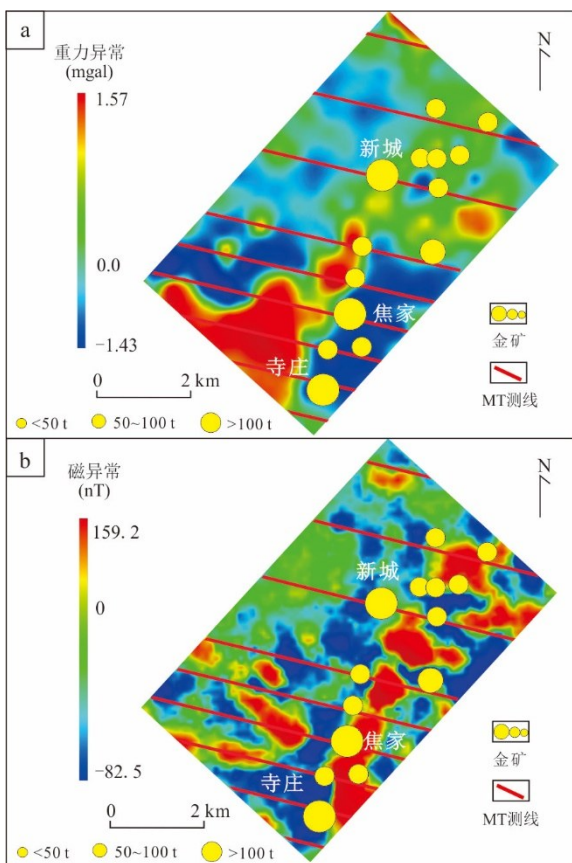 a
重力异常
(mgal)
1.57
0.0
−1.43
N
新城
焦家
寺庄
金矿
MT测线
0 2 km
<50 t 50~100 t >100 t
b
磁异常
(nT)
159.2
0
−82.5
N
新城
焦家
寺庄
金矿
MT测线
0 2 km
<50 t 50~100 t >100 t